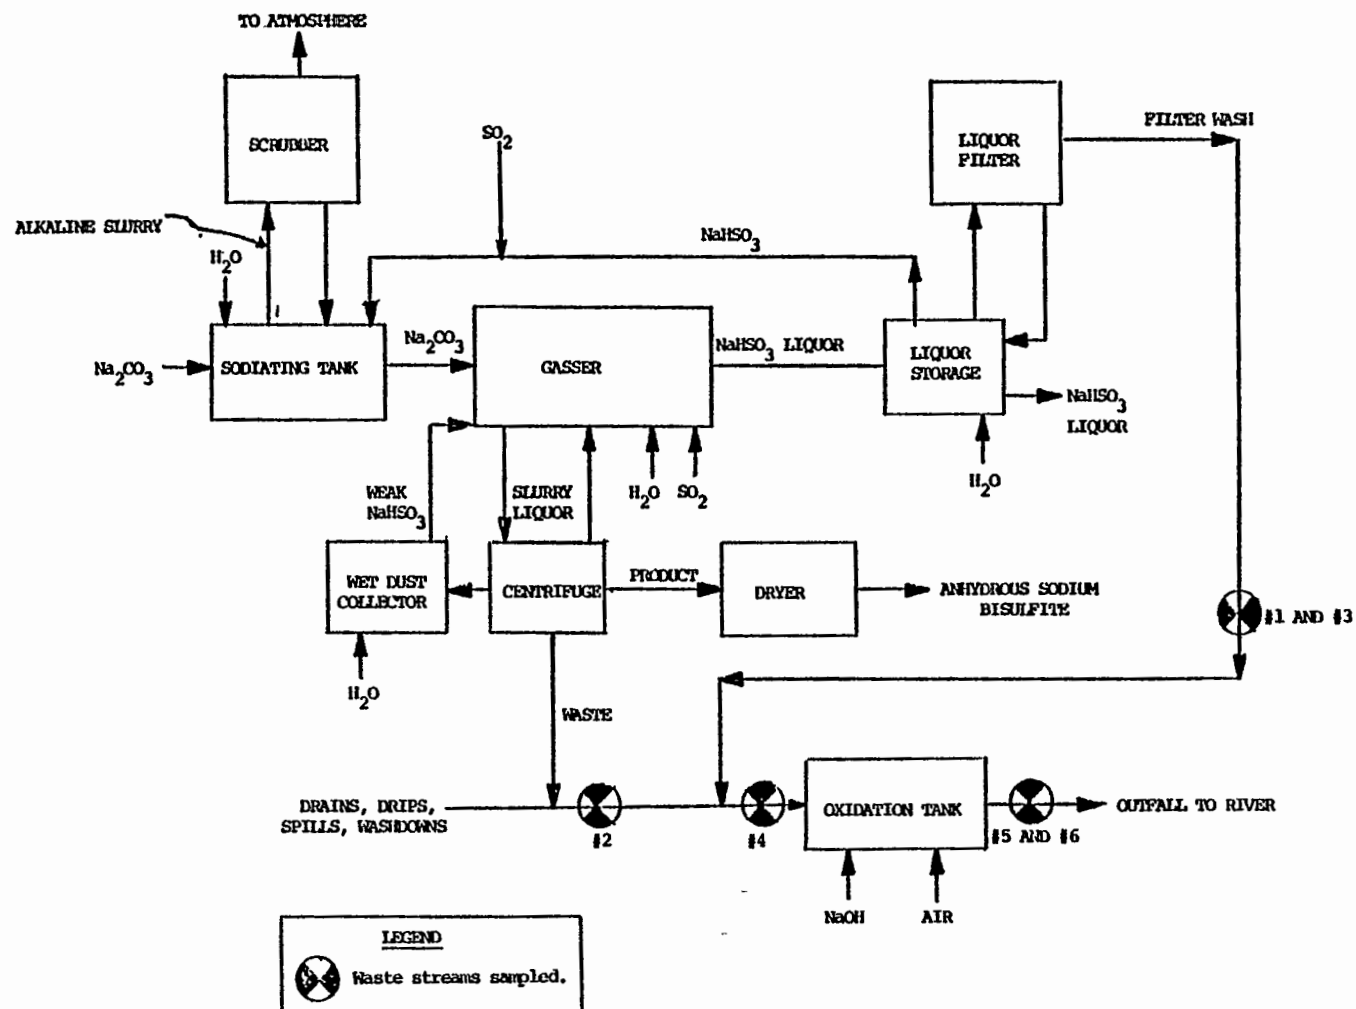 TO ATMOSPHERE
SCRUBBER
SO2
LIQUOR
FILTER
FILTER WASH
ALKALINE SLURRY
H2O
NaHSO3
Na2CO3
SODIATING TANK
Na2CO3
GASSER
NaHSO3 LIQUOR
LIQUOR
STORAGE
NaHSO3
LIQUOR
WEAK
NaHSO3
SLURRY
LIQUOR
H2O
SO2
H2O
WET DUST
COLLECTOR
CENTRIFUGE
PRODUCT
DRYER
ANHYDROUS SODIUM
BISULFITE
#1 AND #3
H2O
WASTE
DRAINS, DRIPS,
SPILLS, WASHDOWNS
#2
#4
OXIDATION TANK
#5 AND #6
OUTFALL TO RIVER
NaOH
AIR
LEGEND
Waste streams sampled.